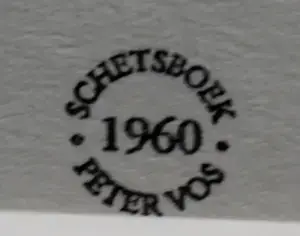 SCHETSBOEK
• 1960 •
PETER VOS